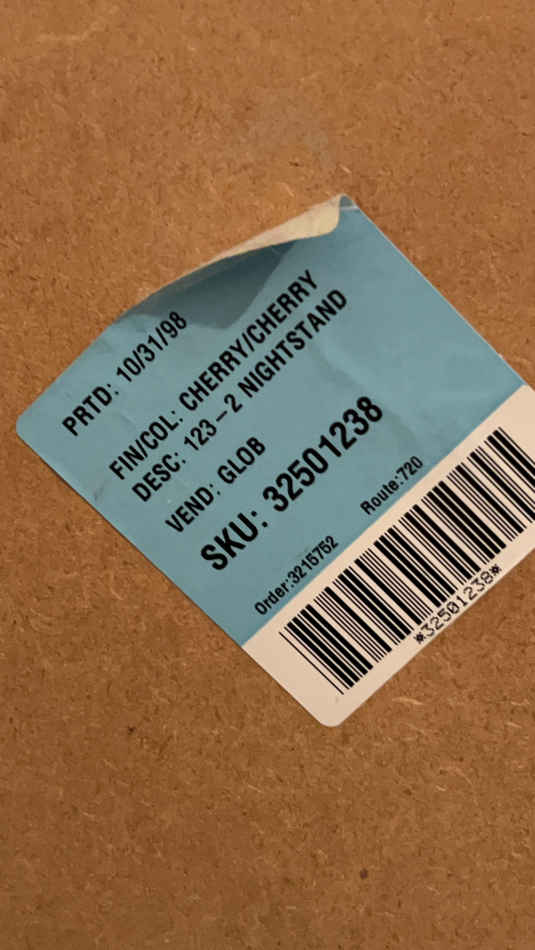 PRTD: 10/31/98
FIN/COL: CHERRY/CHERRY
DESC: 123-2 NIGHTSTAND
VEND: GLOB
SKU: 32501238
Order:3215752 Route:720
*32501238*